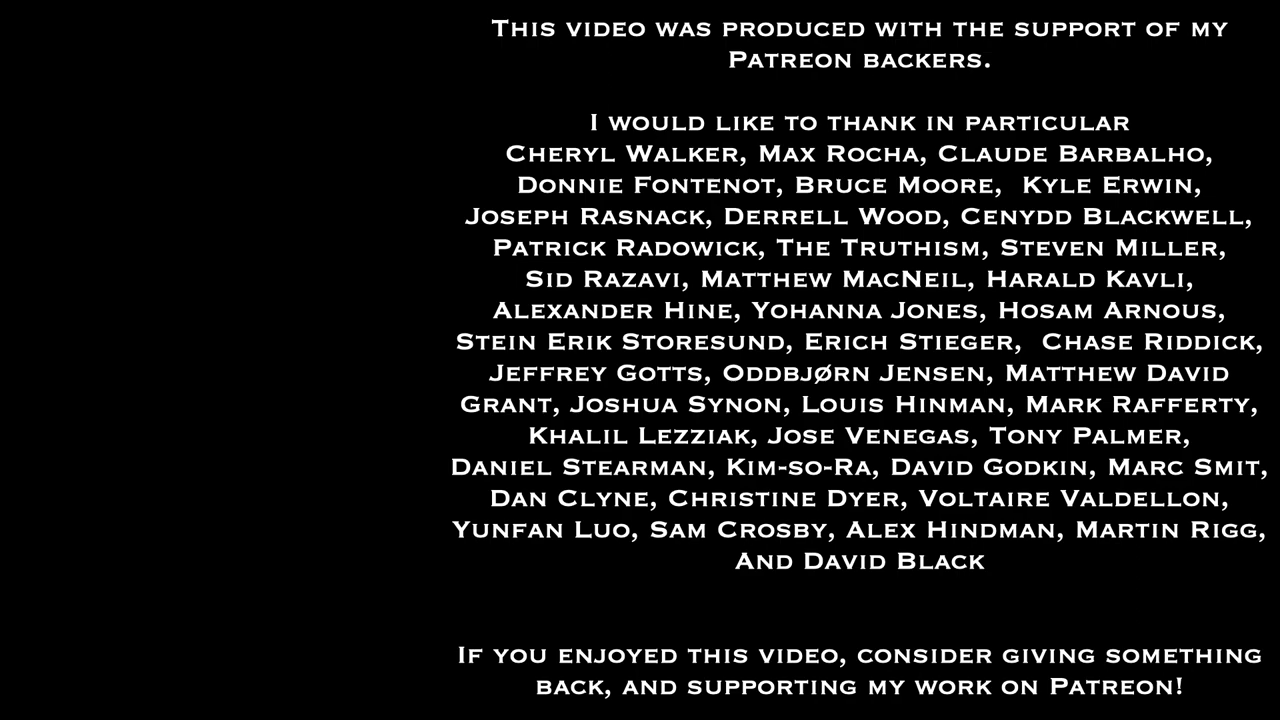 This video was produced with the support of my
Patreon backers.
I would like to thank in particular
Cheryl Walker, Max Rocha, Claude Barbalho,
Donnie Fontenot, Bruce Moore,  Kyle Erwin,
Joseph Rasnack, Derrell Wood, Cenydd Blackwell,
Patrick Radowick, The Truthism, Steven Miller,
Sid Razavi, Matthew MacNeil, Harald Kavli,
Alexander Hine, Yohanna Jones, Hosam Arnous,
Stein Erik Storesund, Erich Stieger,  Chase Riddick,
Jeffrey Gotts, Oddbjørn Jensen, Matthew David
Grant, Joshua Synon, Louis Hinman, Mark Rafferty,
Khalil Lezziak, Jose Venegas, Tony Palmer,
Daniel Stearman, Kim-so-Ra, David Godkin, Marc Smit,
Dan Clyne, Christine Dyer, Voltaire Valdellon,
Yunfan Luo, Sam Crosby, Alex Hindman, Martin Rigg,
And David Black
If you enjoyed this video, consider giving something
back, and supporting my work on Patreon!